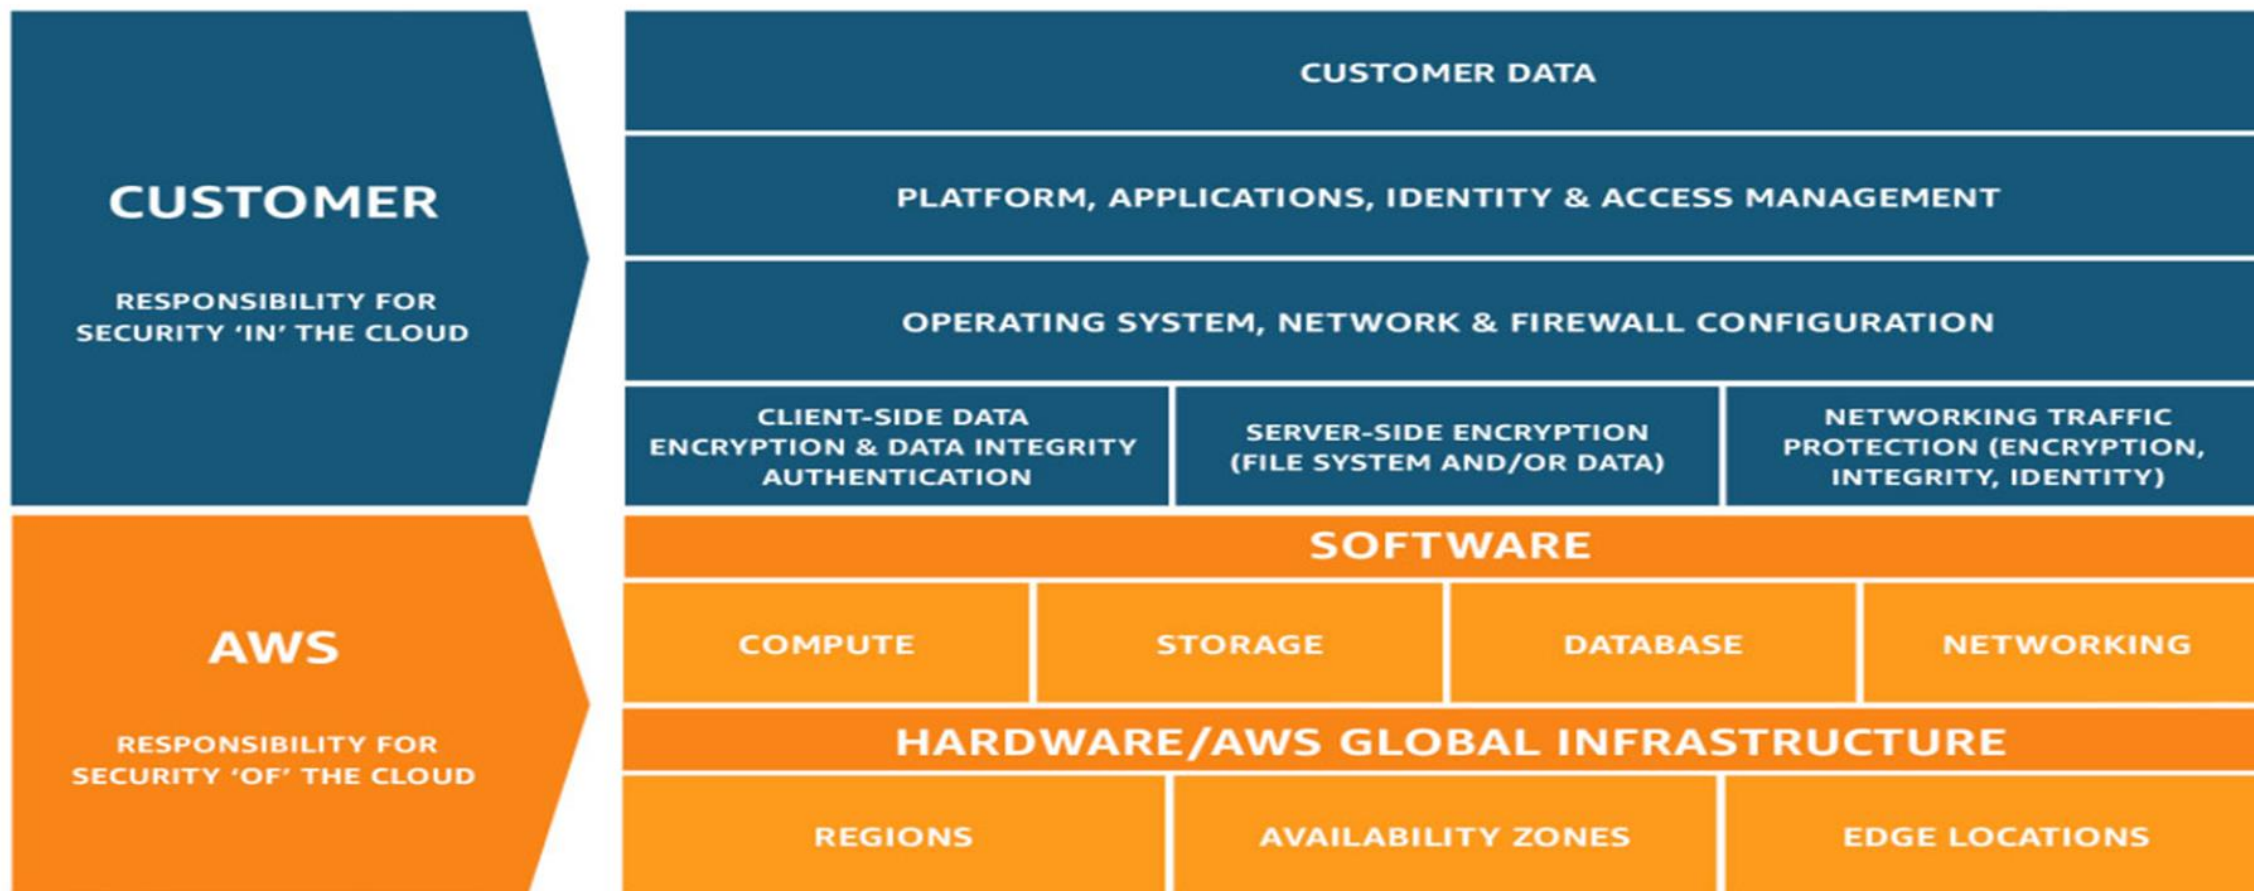 CUSTOMER
RESPONSIBILITY FOR
SECURITY ‘IN’ THE CLOUD
CUSTOMER DATA
PLATFORM, APPLICATIONS, IDENTITY & ACCESS MANAGEMENT
OPERATING SYSTEM, NETWORK & FIREWALL CONFIGURATION
CLIENT-SIDE DATA
ENCRYPTION & DATA INTEGRITY
AUTHENTICATION
SERVER-SIDE ENCRYPTION
(FILE SYSTEM AND/OR DATA)
NETWORKING TRAFFIC
PROTECTION (ENCRYPTION,
INTEGRITY, IDENTITY)
AWS
RESPONSIBILITY FOR
SECURITY ‘OF’ THE CLOUD
SOFTWARE
COMPUTE
STORAGE
DATABASE
NETWORKING
HARDWARE/AWS GLOBAL INFRASTRUCTURE
REGIONS
AVAILABILITY ZONES
EDGE LOCATIONS